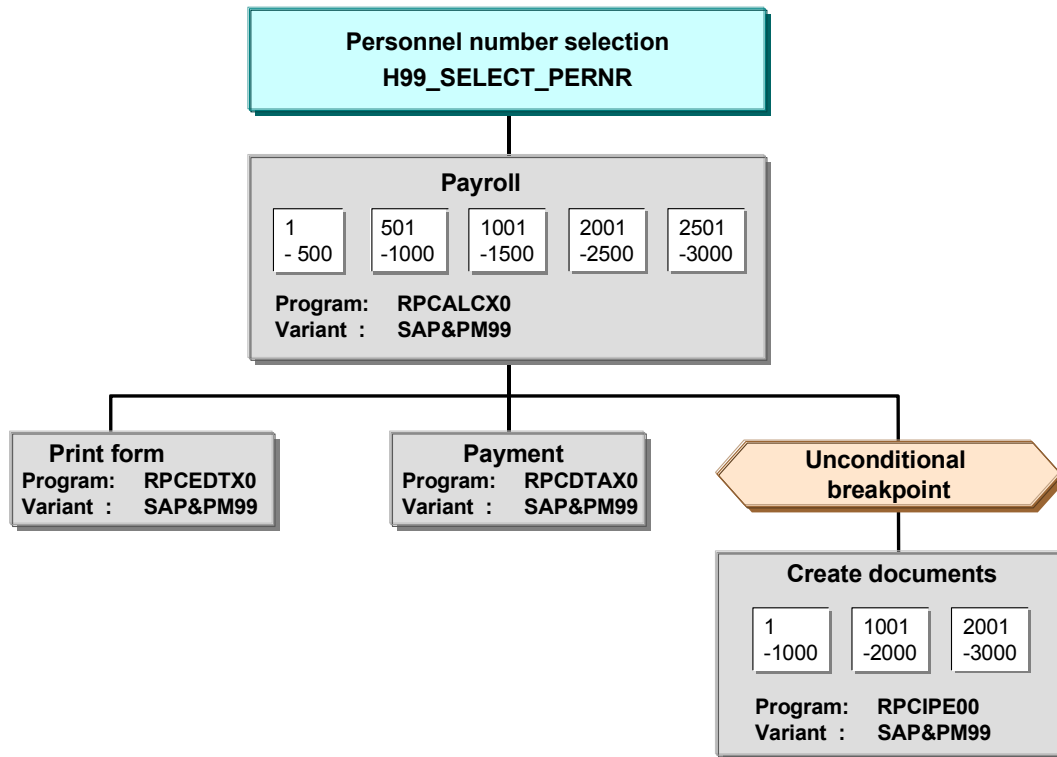 Personnel number selection
H99_SELECT_PERNR
Payroll
1
- 500
501
-1000
1001
-1500
2001
-2500
2501
-3000
Program: RPCALCX0
Variant : SAP&PM99
Print form
Program: RPCEDTX0
Variant : SAP&PM99
Payment
Program: RPCDTAX0
Variant : SAP&PM99
Unconditional
breakpoint
Create documents
1
-1000
1001
-2000
2001
-3000
Program: RPCIPE00
Variant : SAP&PM99